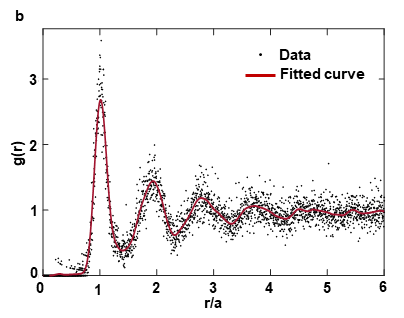 b
Data
Fitted curve
3
2
1
0
g(r)
0 1 2 3 4 5 6
r/a